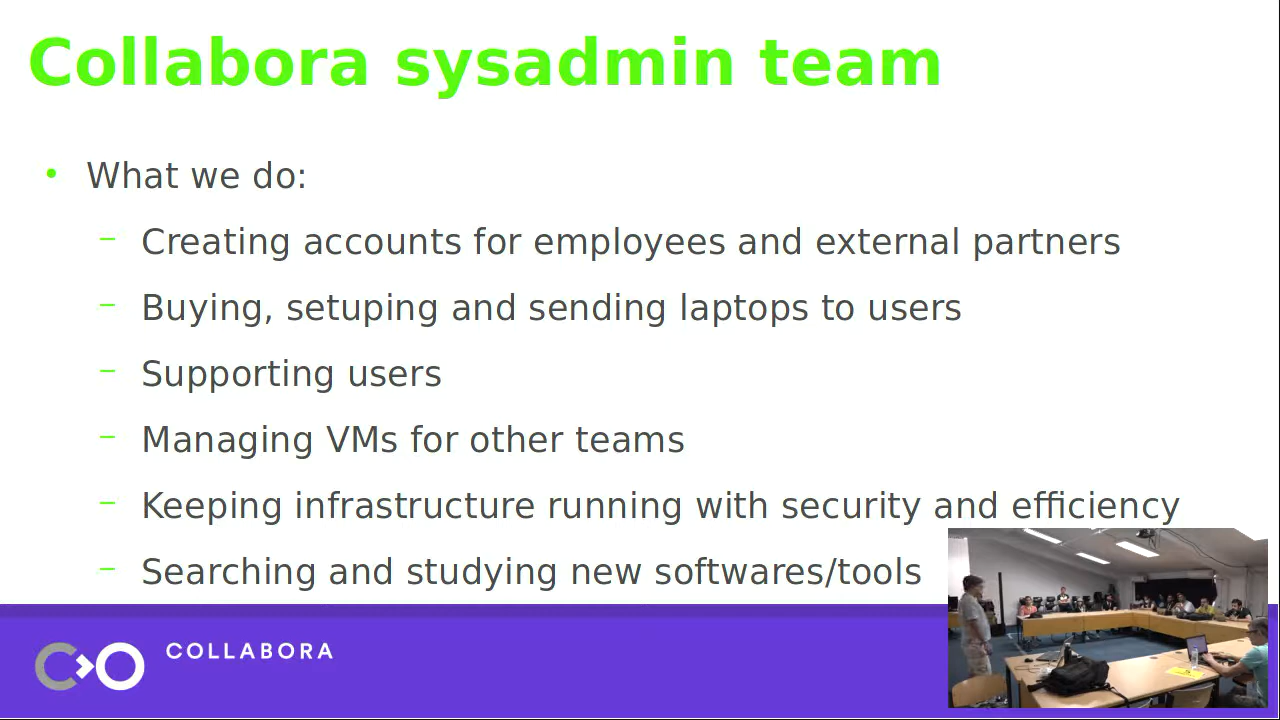 Collabora sysadmin team
• What we do:
– Creating accounts for employees and external partners
– Buying, setuping and sending laptops to users
– Supporting users
– Managing VMs for other teams
– Keeping infrastructure running with security and efficiency
– Searching and studying new softwares/tools
COLLABORA